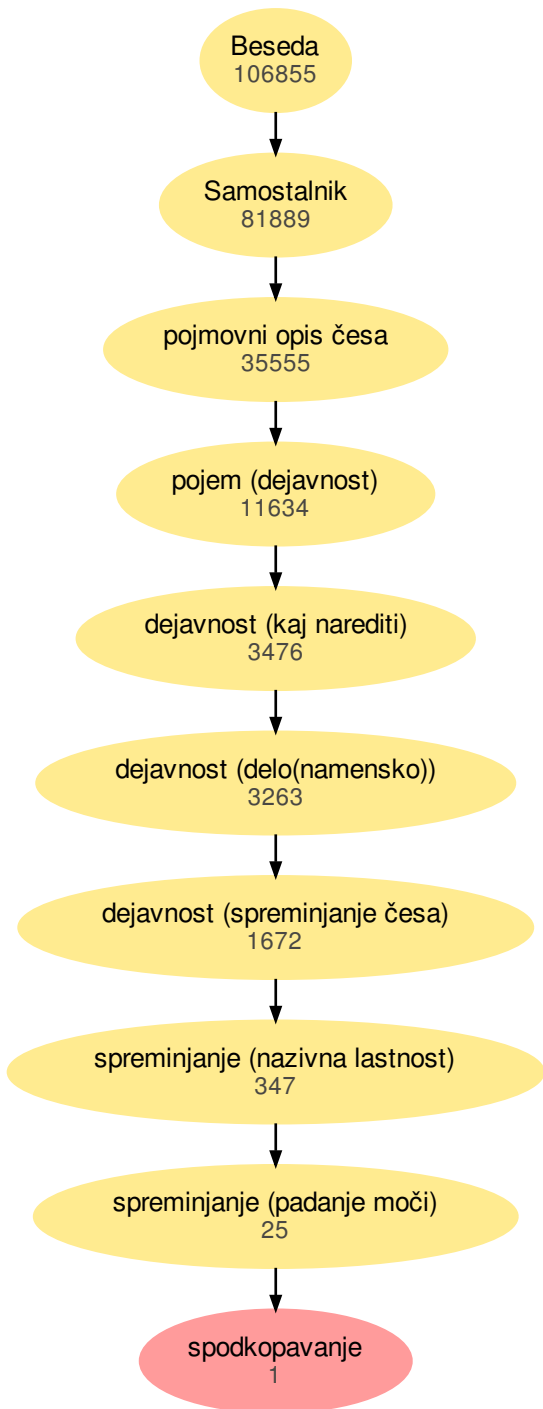 Beseda
106855
Samostalnik
81889
pojmovni opis česa
35555
pojem (dejavnost)
11634
dejavnost (kaj narediti)
3476
dejavnost (delo(namensko))
3263
dejavnost (spreminjanje česa)
1672
spreminjanje (nazivna lastnost)
347
spreminjanje (padanje moči)
25
spodkopavanje
1